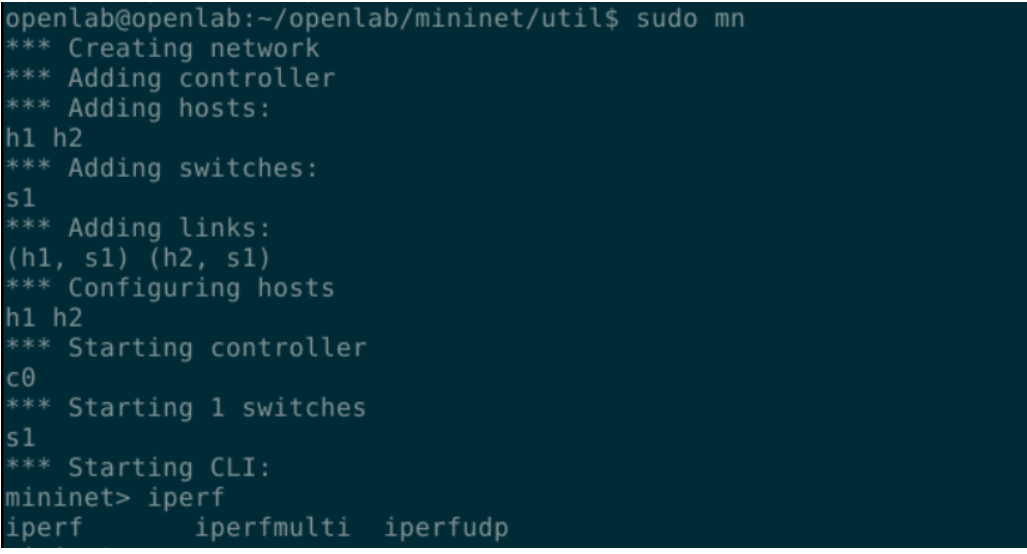 openlab@openlab:~/openlab/mininet/util$ sudo mn
*** Creating network
*** Adding controller
*** Adding hosts:
h1 h2
*** Adding switches:
s1
*** Adding links:
(h1, s1) (h2, s1)
*** Configuring hosts
h1 h2
*** Starting controller
c0
*** Starting 1 switches
s1
*** Starting CLI:
mininet> iperf
iperf       iperfmulti  iperfudp